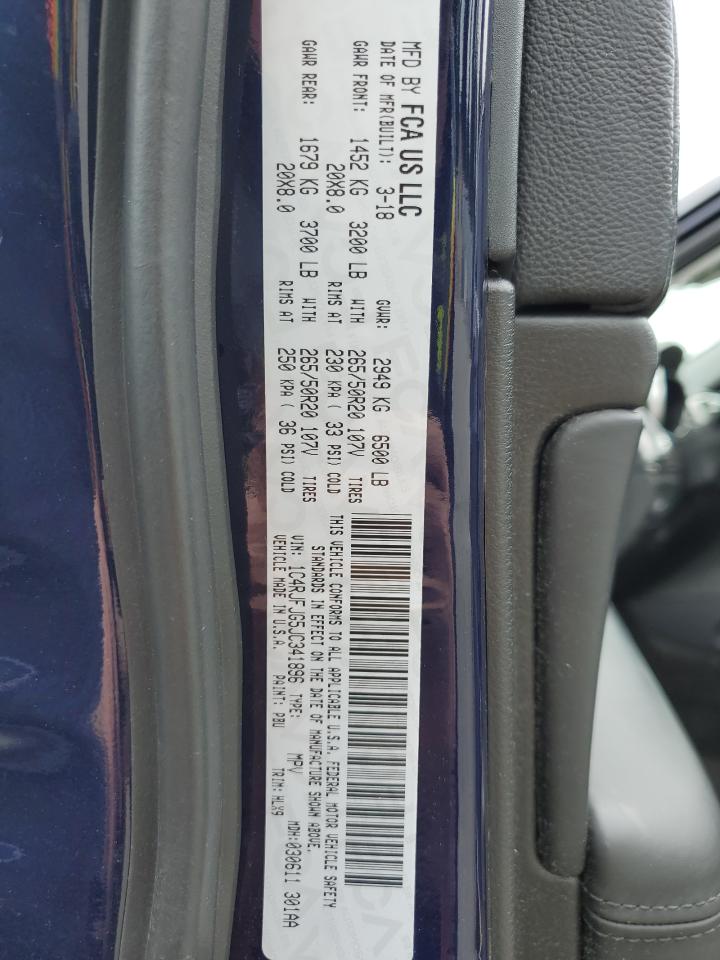 MFD BY FCA US LLC
DATE OF MFR(BUILT): 3-18 GVWR: 2949 KG 6500 LB
GAWR FRONT: 1452 KG 3200 LB WITH 265/50R20 107V TIRES
20X8.0 RIMS AT 230 KPA ( 33 PSI) COLD
GAWR REAR: 1679 KG 3700 LB WITH 265/50R20 107V TIRES
20X8.0 RIMS AT 250 KPA ( 36 PSI) COLD
THIS VEHICLE CONFORMS TO ALL APPLICABLE U.S.A. FEDERAL MOTOR VEHICLE SAFETY
STANDARDS IN EFFECT ON THE DATE OF MANUFACTURE SHOWN ABOVE.
VIN: 1C4RJFJG5JC341896 TYPE: MPV MDH:030611 301AA
VEHICLE MADE IN U.S.A. PAINT: PBU TRIM: HLX9